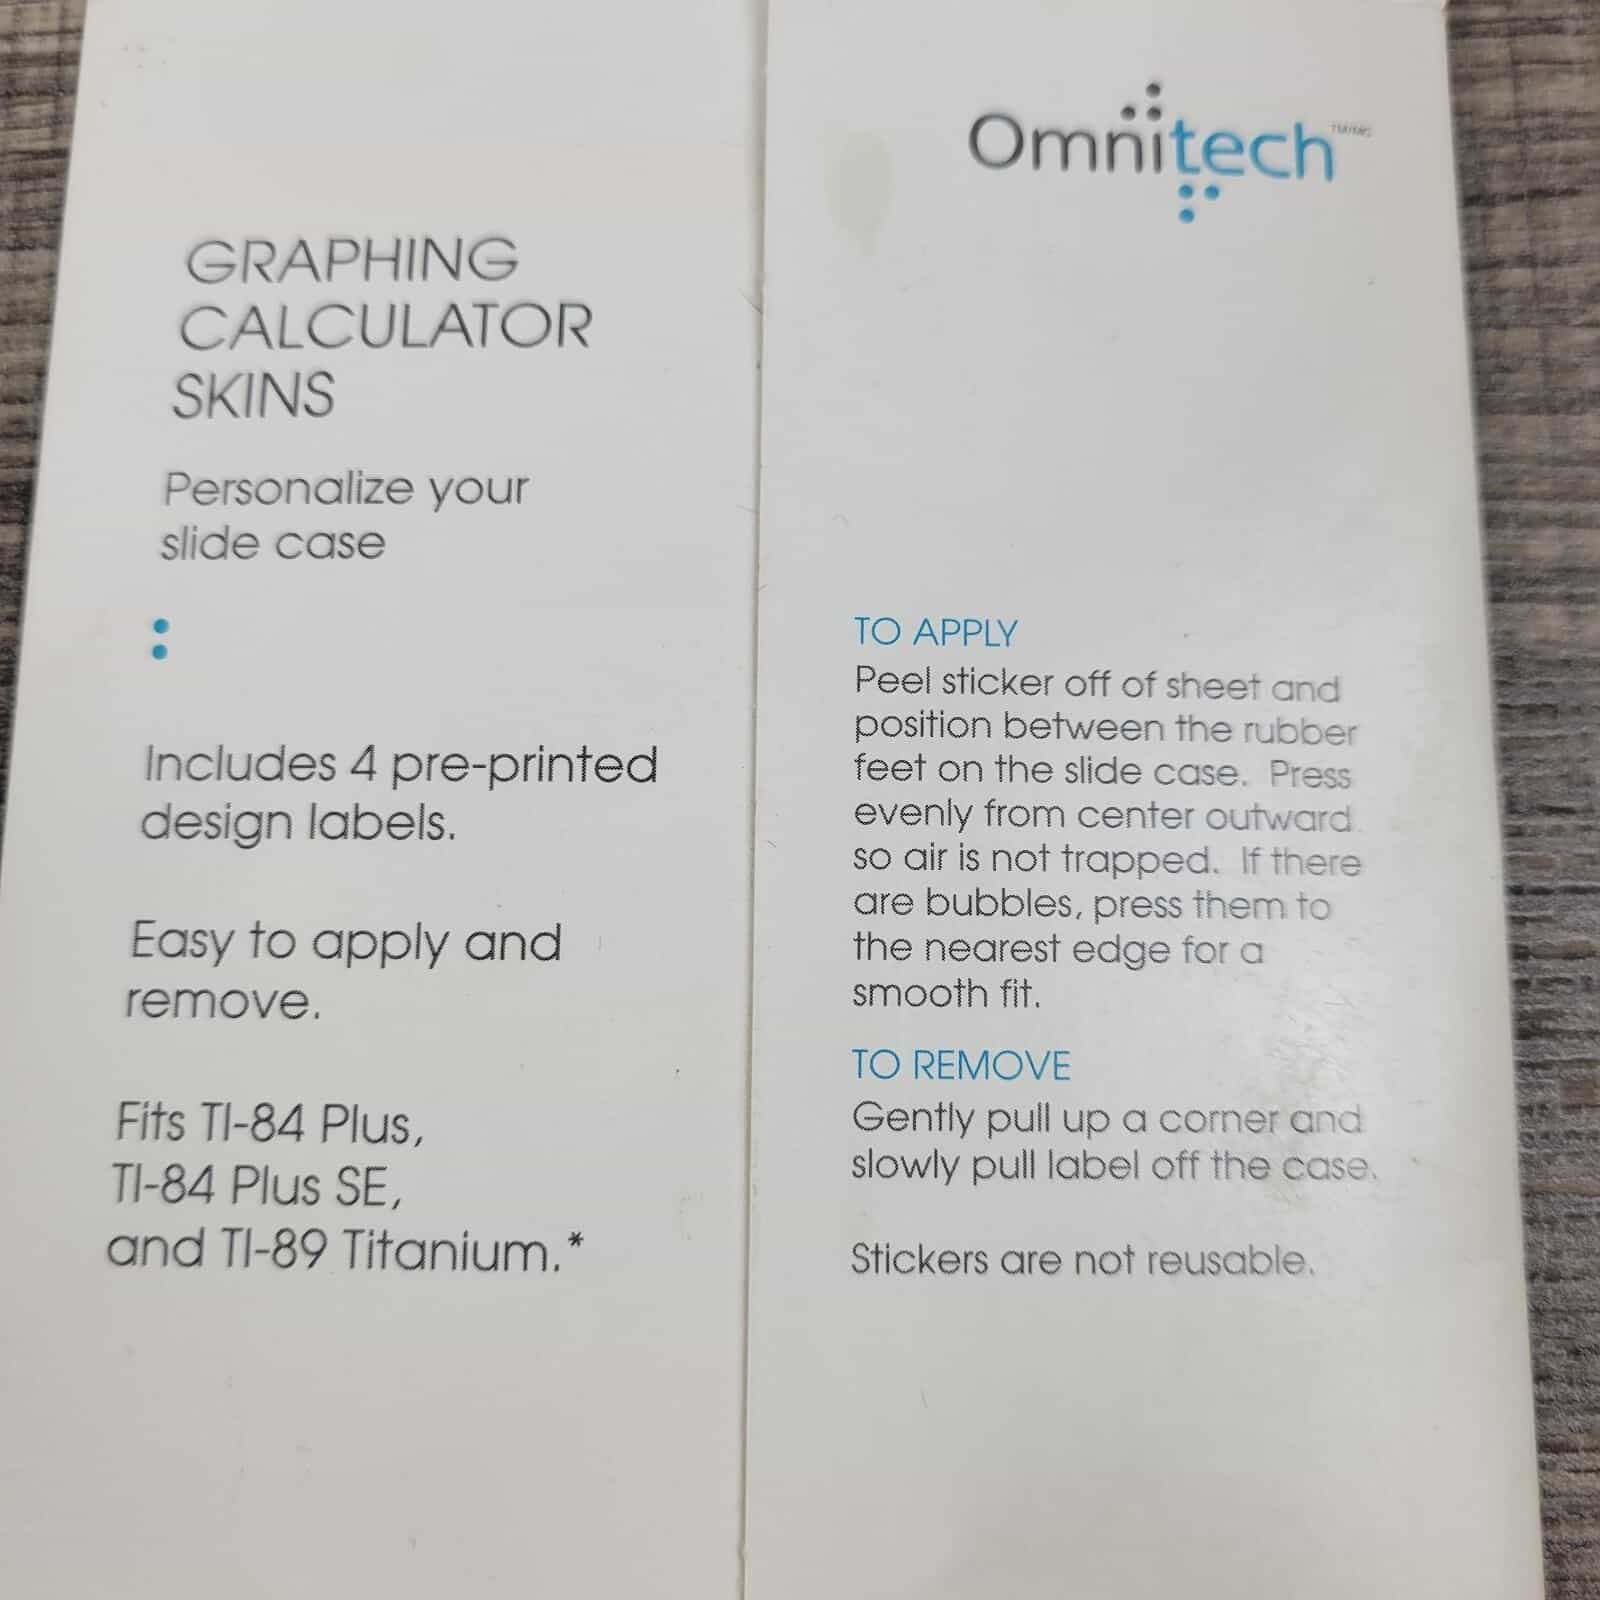 GRAPHING
CALCULATOR
SKINS
Personalize your
slide case
Includes 4 pre-printed
design labels.
Easy to apply and
remove.
Fits TI-84 Plus,
TI-84 Plus SE,
and TI-89 Titanium.*
Omnitech
TO APPLY
Peel sticker off of sheet and
position between the rubber
feet on the slide case. Press
evenly from center outward
so air is not trapped. If there
are bubbles, press them to
the nearest edge for a
smooth fit.
TO REMOVE
Gently pull up a corner and
slowly pull label off the case.
Stickers are not reusable.